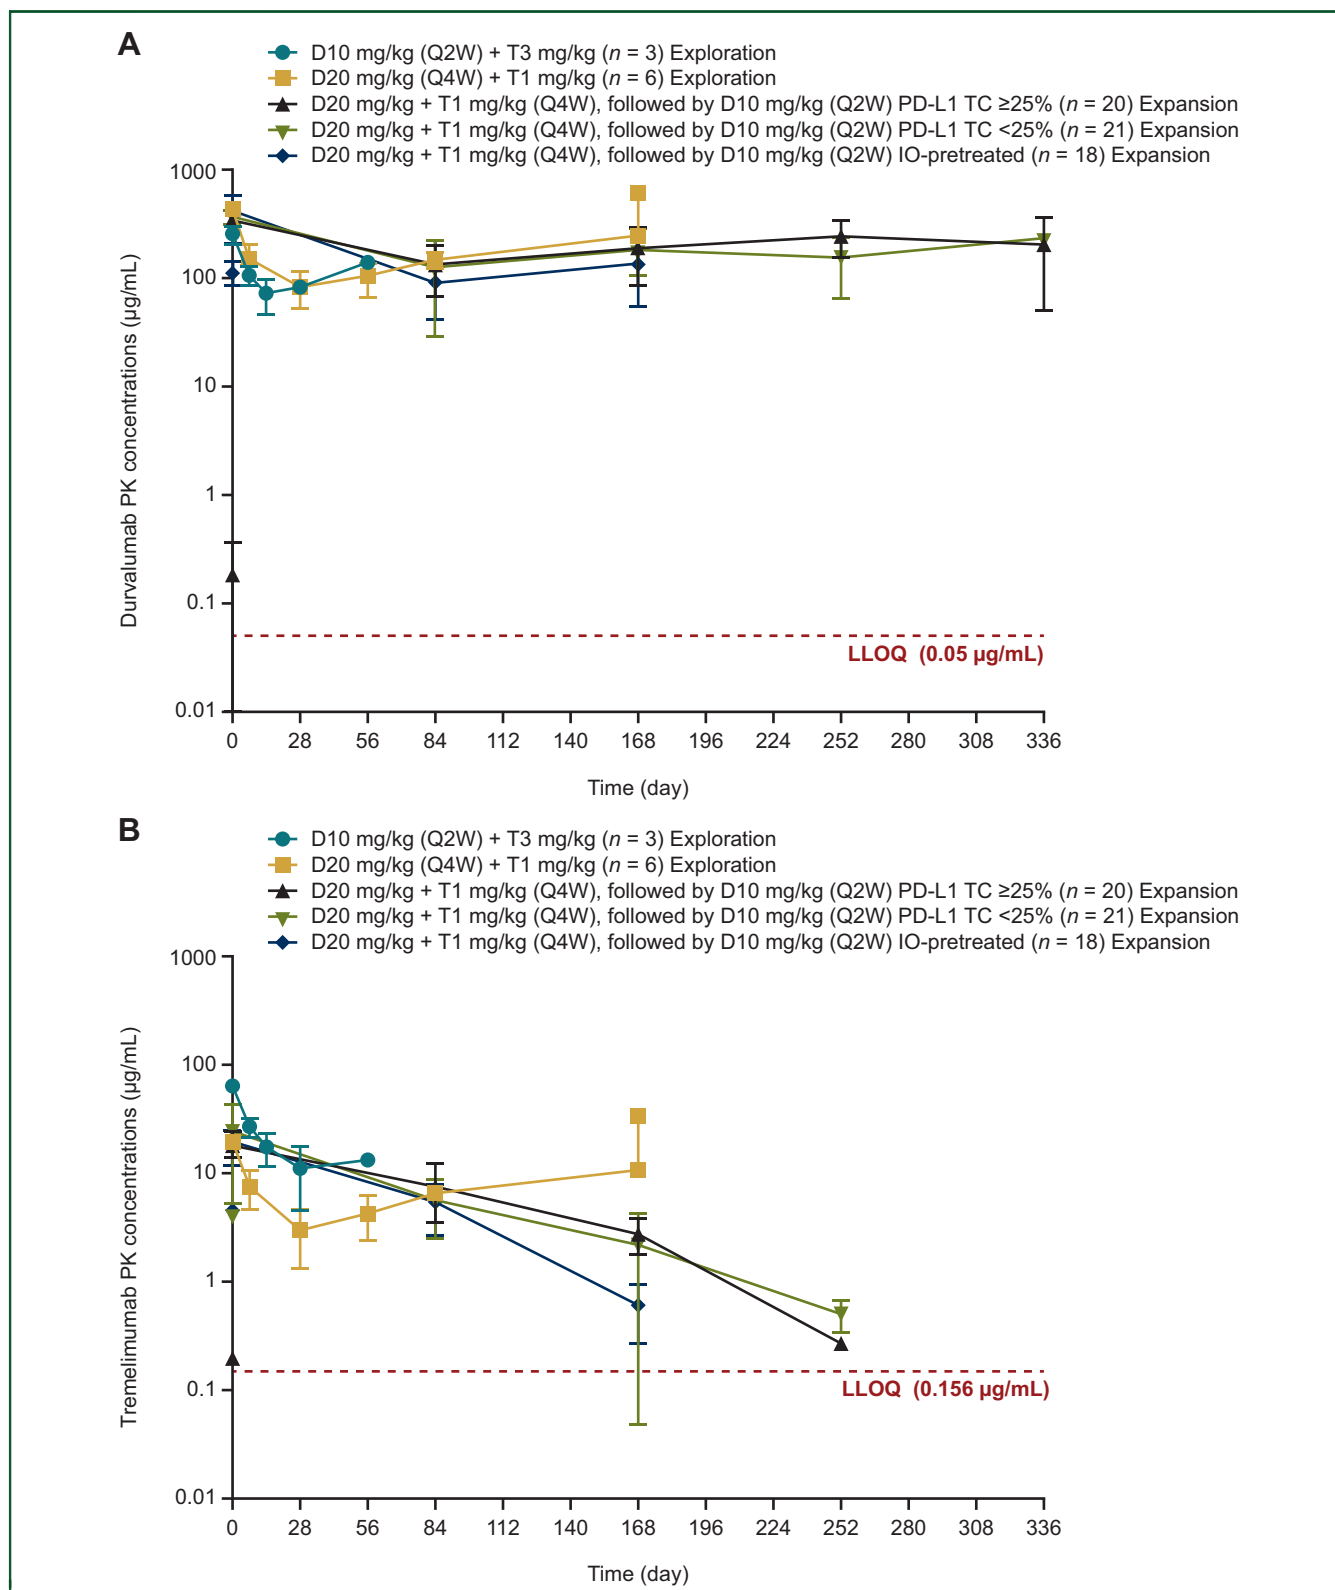 A
D10 mg/kg (Q2W) + T3 mg/kg (n = 3) Exploration
D20 mg/kg (Q4W) + T1 mg/kg (n = 6) Exploration
D20 mg/kg + T1 mg/kg (Q4W), followed by D10 mg/kg (Q2W) PD-L1 TC ≥25% (n = 20) Expansion
D20 mg/kg + T1 mg/kg (Q4W), followed by D10 mg/kg (Q2W) PD-L1 TC <25% (n = 21) Expansion
D20 mg/kg + T1 mg/kg (Q4W), followed by D10 mg/kg (Q2W) IO-pretreated (n = 18) Expansion
Durvalumab PK concentrations (µg/mL)
1000
100
10
1
0.1
0.01
LLOQ (0.05 µg/mL)
0 28 56 84 112 140 168 196 224 252 280 308 336
Time (day)
B
D10 mg/kg (Q2W) + T3 mg/kg (n = 3) Exploration
D20 mg/kg (Q4W) + T1 mg/kg (n = 6) Exploration
D20 mg/kg + T1 mg/kg (Q4W), followed by D10 mg/kg (Q2W) PD-L1 TC ≥25% (n = 20) Expansion
D20 mg/kg + T1 mg/kg (Q4W), followed by D10 mg/kg (Q2W) PD-L1 TC <25% (n = 21) Expansion
D20 mg/kg + T1 mg/kg (Q4W), followed by D10 mg/kg (Q2W) IO-pretreated (n = 18) Expansion
Tremelimumab PK concentrations (µg/mL)
1000
100
10
1
0.1
0.01
LLOQ (0.156 µg/mL)
0 28 56 84 112 140 168 196 224 252 280 308 336
Time (day)